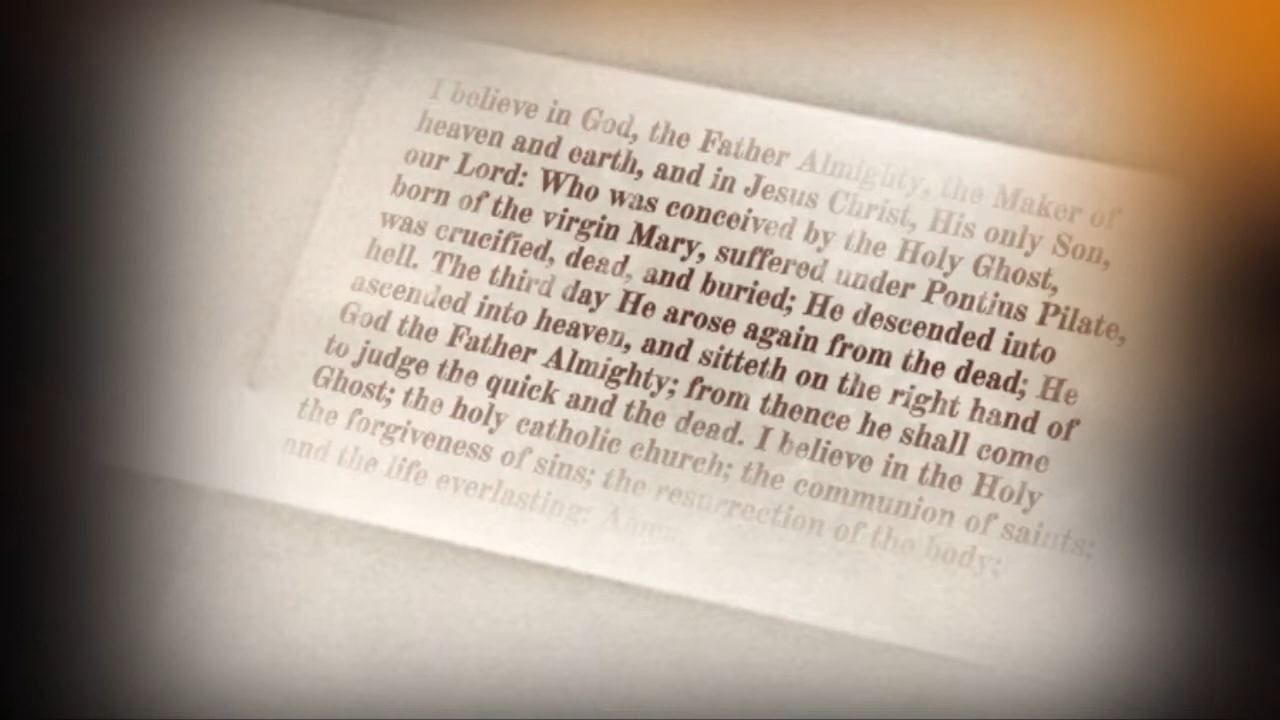 I believe in God, the Father Almighty, the Maker of
heaven and earth, and in Jesus Christ, His only Son,
our Lord: Who was conceived by the Holy Ghost,
born of the virgin Mary, suffered under Pontius Pilate,
was crucified, dead, and buried; He descended into
hell. The third day He arose again from the dead; He
ascended into heaven, and sitteth on the right hand of
God the Father Almighty; from thence he shall come
to judge the quick and the dead. I believe in the Holy
Ghost; the holy catholic church; the communion of saints;
the forgiveness of sins; the resurrection of the body;
and the life everlasting: Amen